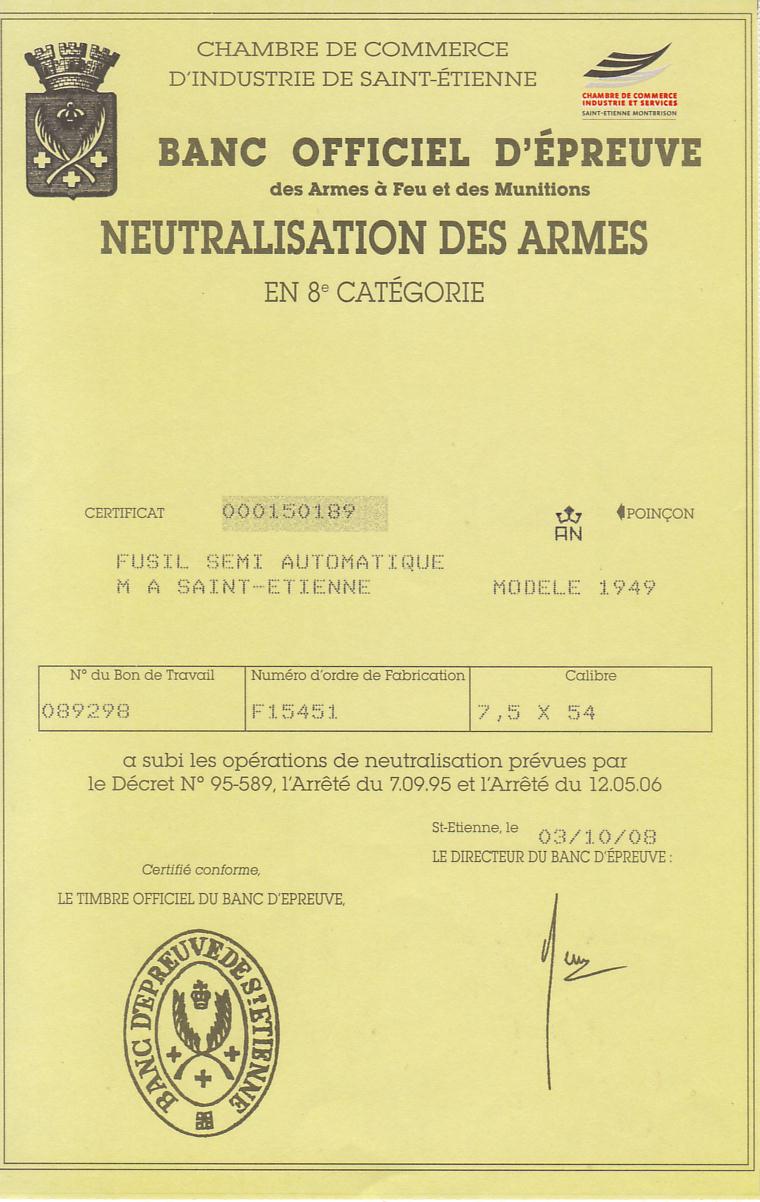 CHAMBRE DE COMMERCE
D'INDUSTRIE DE SAINT-ÉTIENNE
CHAMBRE DE COMMERCE
INDUSTRIE ET SERVICES
SAINT-ETIENNE MONTBRISON
BANC OFFICIEL D'ÉPREUVE
des Armes à Feu et des Munitions
NEUTRALISATION DES ARMES
EN 8e CATÉGORIE
CERTIFICAT 000150189 AN POINÇON
FUSIL SEMI AUTOMATIQUE
M A SAINT-ETIENNE MODELE 1949
N° du Bon de Travail Numéro d'ordre de Fabrication Calibre
089298 F15451 7,5 X 54
a subi les opérations de neutralisation prévues par
le Décret N° 95-589, l'Arrêté du 7.09.95 et l'Arrêté du 12.05.06
St-Etienne, le 03/10/08
LE DIRECTEUR DU BANC D'ÉPREUVE :
Certifié conforme,
LE TIMBRE OFFICIEL DU BANC D'EPREUVE,
BANC D'EPREUVE DE ST ETIENNE